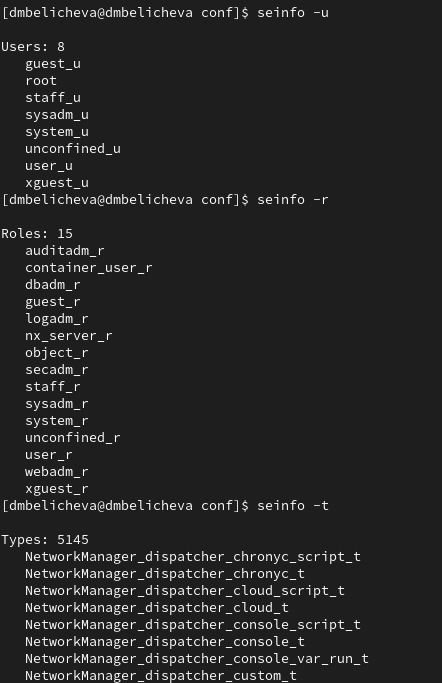 [dmbelicheva@dmbelicheva conf]$ seinfo -u
Users: 8
guest_u
root
staff_u
sysadm_u
system_u
unconfined_u
user_u
xguest_u
[dmbelicheva@dmbelicheva conf]$ seinfo -r
Roles: 15
auditadm_r
container_user_r
dbadm_r
guest_r
logadm_r
nx_server_r
object_r
secadm_r
staff_r
sysadm_r
system_r
unconfined_r
user_r
webadm_r
xguest_r
[dmbelicheva@dmbelicheva conf]$ seinfo -t
Types: 5145
NetworkManager_dispatcher_chronyc_script_t
NetworkManager_dispatcher_chronyc_t
NetworkManager_dispatcher_cloud_script_t
NetworkManager_dispatcher_cloud_t
NetworkManager_dispatcher_console_script_t
NetworkManager_dispatcher_console_t
NetworkManager_dispatcher_console_var_run_t
NetworkManager_dispatcher_custom_t